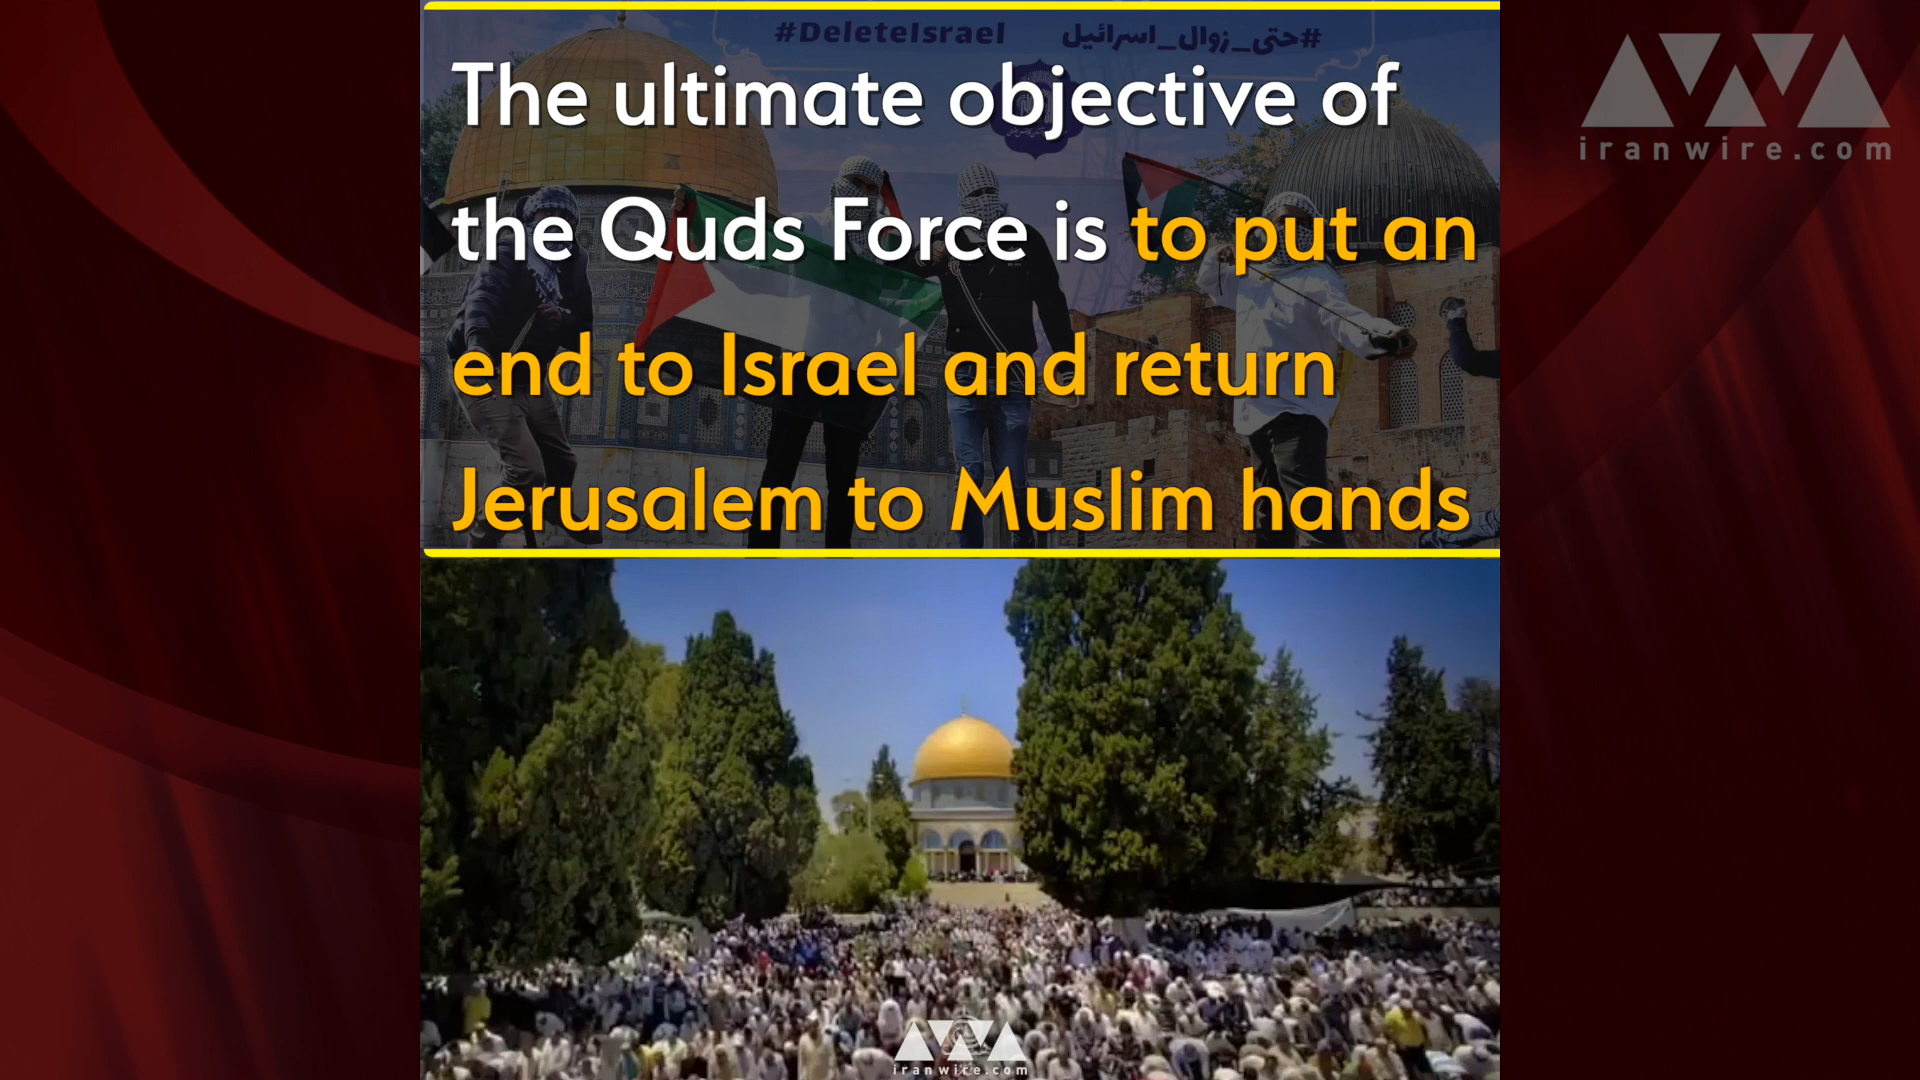 #DeleteIsrael #حتی_زوال_اسرائیل
The ultimate objective of
the Quds Force is to put an
end to Israel and return
Jerusalem to Muslim hands
iranwire.com
iranwire.com